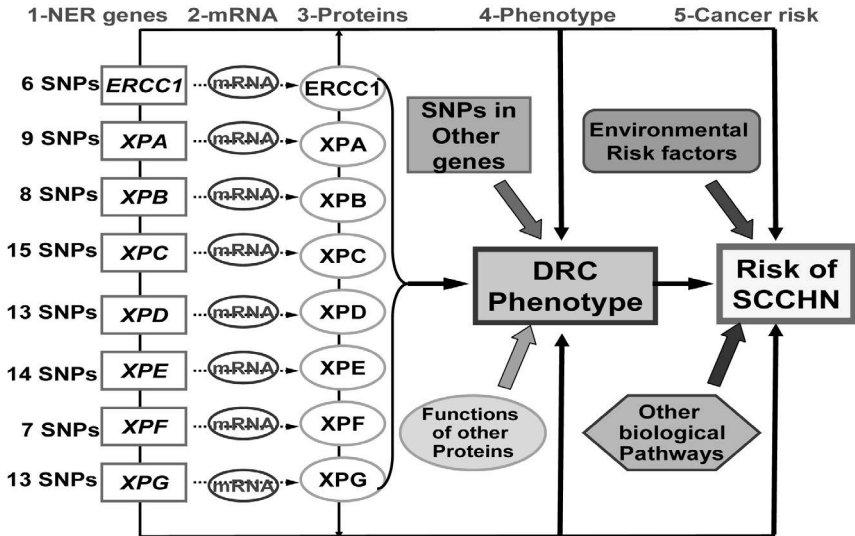 1-NER genes 2-mRNA 3-Proteins 4-Phenotype 5-Cancer risk
6 SNPs ERCC1 mRNA ERCC1
9 SNPs XPA mRNA XPA
8 SNPs XPB mRNA XPB
15 SNPs XPC mRNA XPC
13 SNPs XPD mRNA XPD
14 SNPs XPE mRNA XPE
7 SNPs XPF mRNA XPF
13 SNPs XPG mRNA XPG
SNPs in
Other
genes
Environmental
Risk factors
DRC
Phenotype
Risk of
SCCHN
Functions
of other
Proteins
Other
biological
Pathways